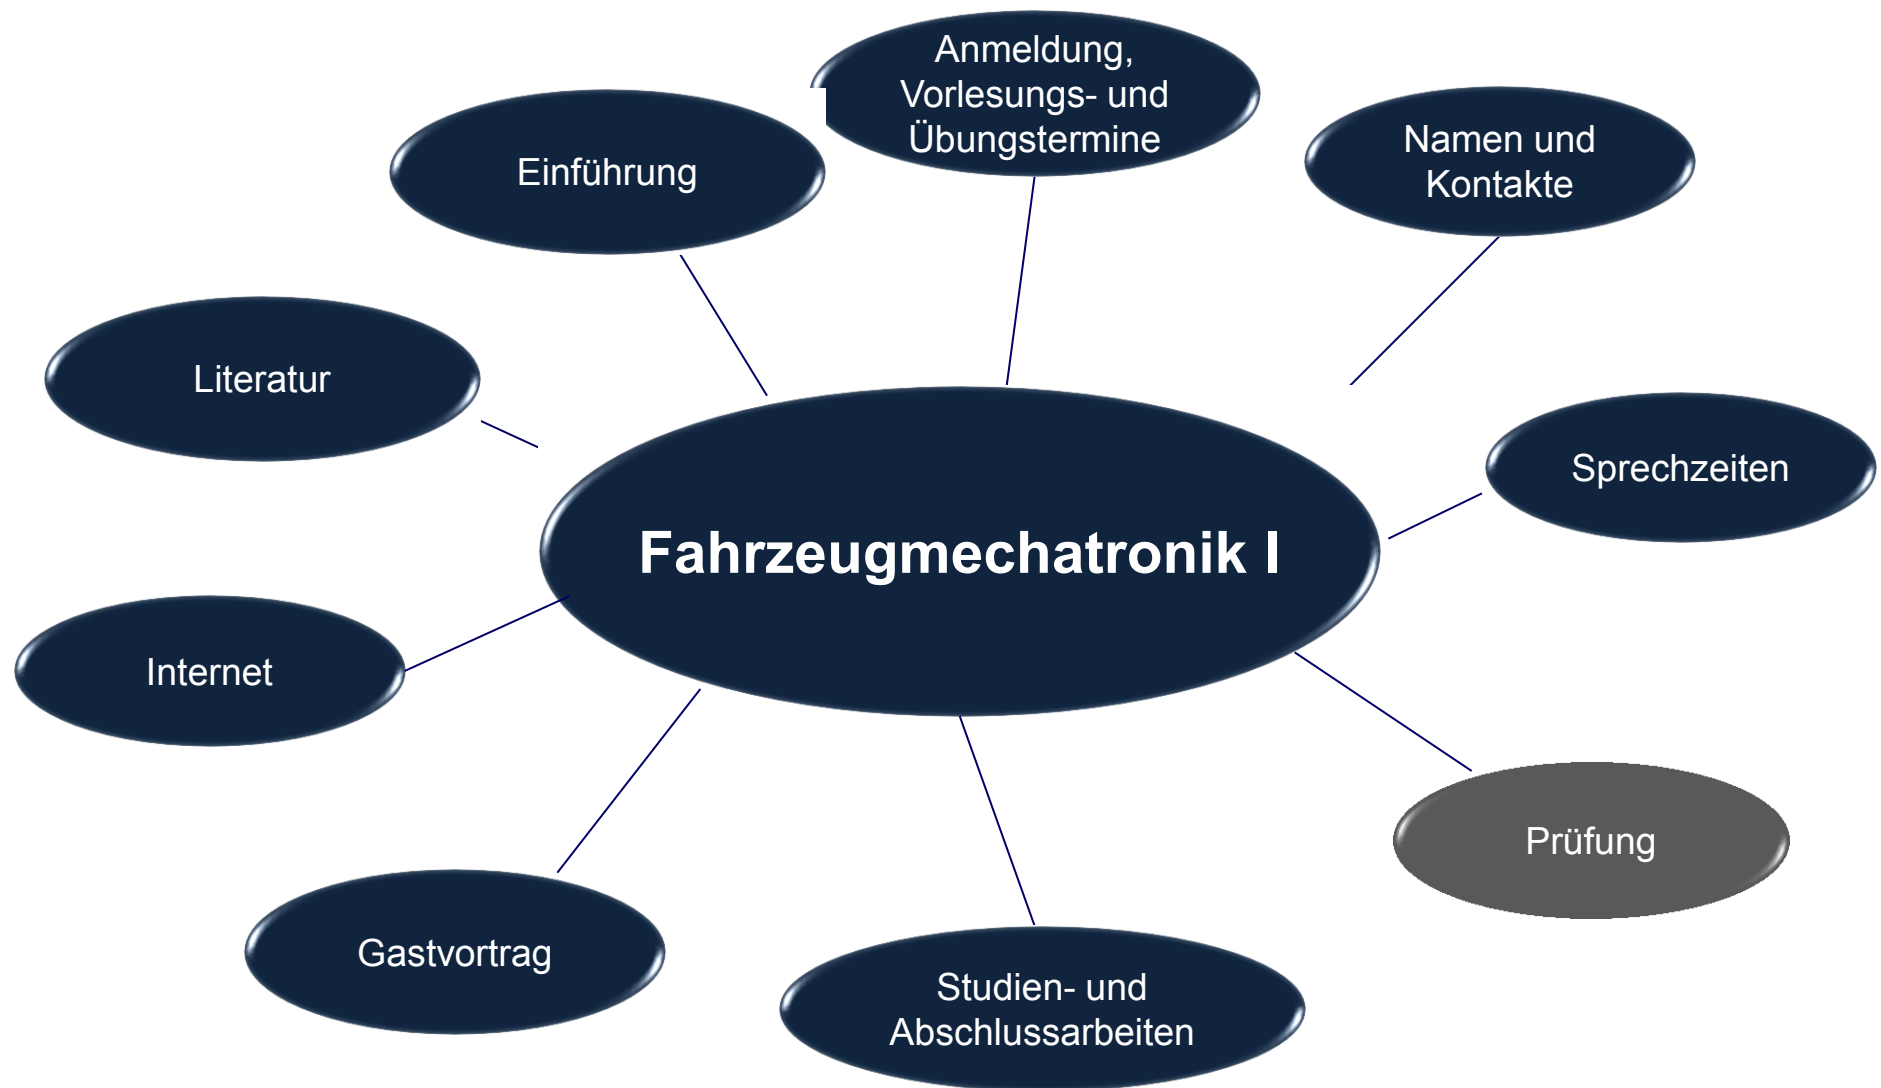 Anmeldung,
Vorlesungs- und
Übungstermine
Namen und
Kontakte
Einführung
Literatur
Sprechzeiten
Fahrzeugmechatronik I
Internet
Prüfung
Gastvortrag
Studien- und
Abschlussarbeiten